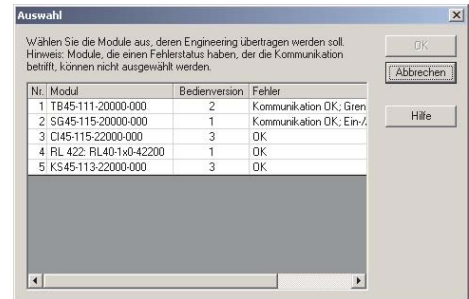 Auswahl
Wählen Sie die Module aus, deren Engineering übertragen werden soll.
Hinweis: Module, die einen Fehlerstatus haben, der die Kommunikation
betrifft, können nicht ausgewählt werden.
OK
Abbrechen
Hilfe
Nr. Modul Bedienversion Fehler
1 TB45-111-20000-000 2 Kommunikation OK; Gren
2 SG45-115-20000-000 1 Kommunikation OK; Ein-/
3 CI45-115-22000-000 3 OK
4 RL 422: RL40-1x0-42200 1 OK
5 KS45-113-22000-000 3 OK